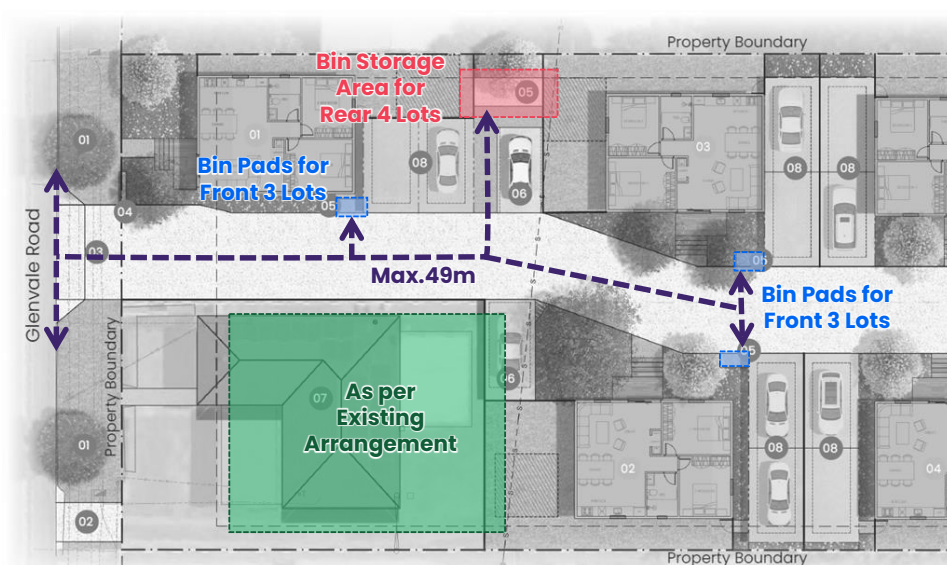 Property Boundary
Bin Storage
Area for
Rear 4 Lots
05
01
01
03
08
08
08
Bin Pads for
Front 3 Lots
06
05
04
Glenvale Road
03
05
Max.49m
Bin Pads for
Front 3 Lots
05
Property Boundary
06
07
As per
Existing
Arrangement
01
08
08
02
04
02
Property Boundary